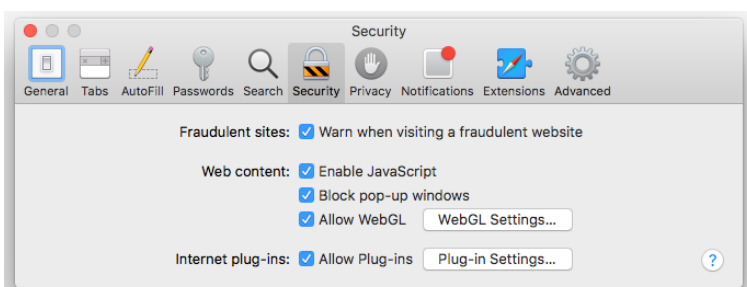 Security
General Tabs AutoFill Passwords Search Security Privacy Notifications Extensions Advanced
Fraudulent sites: Warn when visiting a fraudulent website
Web content: Enable JavaScript
Block pop-up windows
Allow WebGL WebGL Settings...
Internet plug-ins: Allow Plug-ins Plug-in Settings... ?